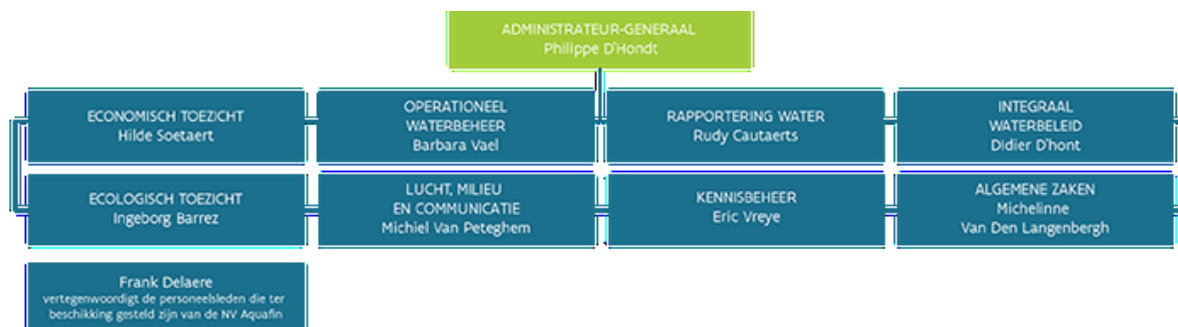 ADMINISTRATEUR-GENERAAL
Philippe D'Hondt
ECONOMISCH TOEZICHT
Hilde Soetaert
OPERATIONEEL
WATERBEHEER
Barbara Vael
RAPPORTERING WATER
Rudy Cautaerts
INTEGRAAL
WATERBELEID
Didier D'hont
ECOLOGISCH TOEZICHT
Ingeborg Barrez
LUCHT, MILIEU
EN COMMUNICATIE
Michiel Van Peteghem
KENNISBEHEER
Eric Vreye
ALGEMENE ZAKEN
Michelinne
Van Den Langenbergh
Frank Delaere
vertegenwoordigt de personeelsleden die ter
beschikking gesteld zijn van de NV Aquafin